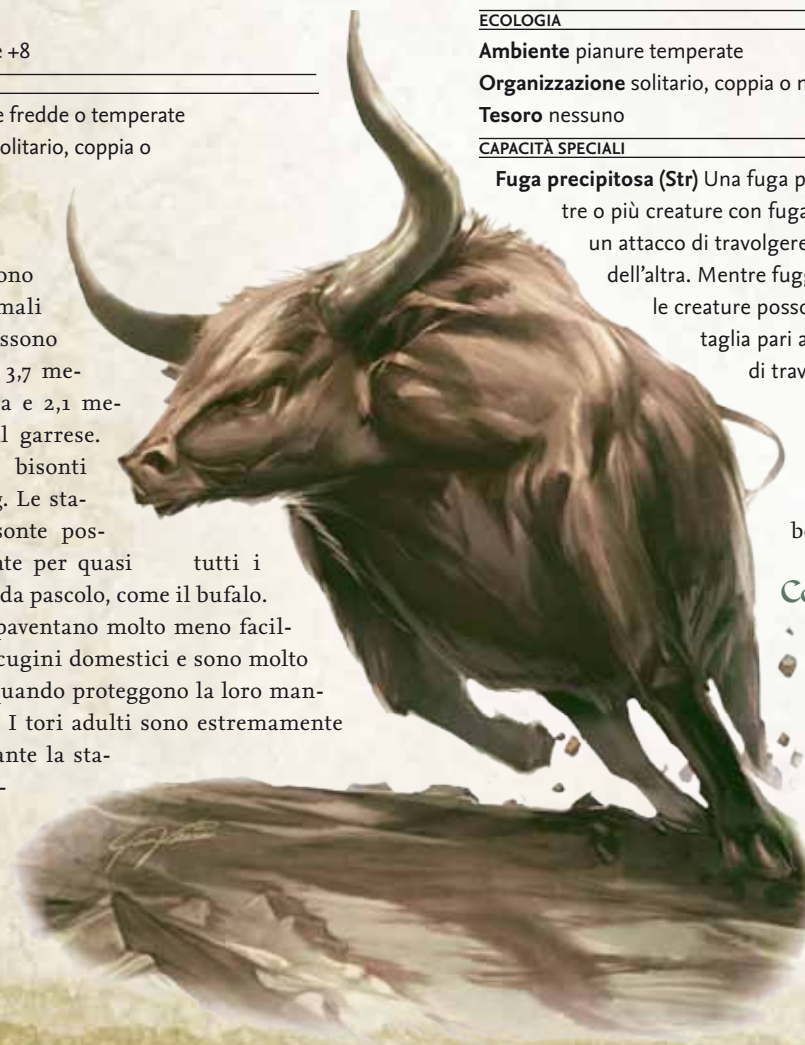 e +8
e fredde o temperate
olitario, coppia o
ono
mali
ssono
3,7 me-
a e 2,1 me-
l garrese.
bisonti
g. Le sta-
sonte pos-
te per quasi tutti i
da pascolo, come il bufalo.
paventano molto meno facil-
cugini domestici e sono molto
quando proteggono la loro man-
I tori adulti sono estremamente
ante la sta-
-
ECOLOGIA
Ambiente pianure temperate
Organizzazione solitario, coppia o
Tesoro nessuno
CAPACITÀ SPECIALI
Fuga precipitosa (Str) Una fuga p
tre o più creature con fuga
un attacco di travolgere
dell'altra. Mentre fugg
le creature posso
taglia pari a
di trav
be